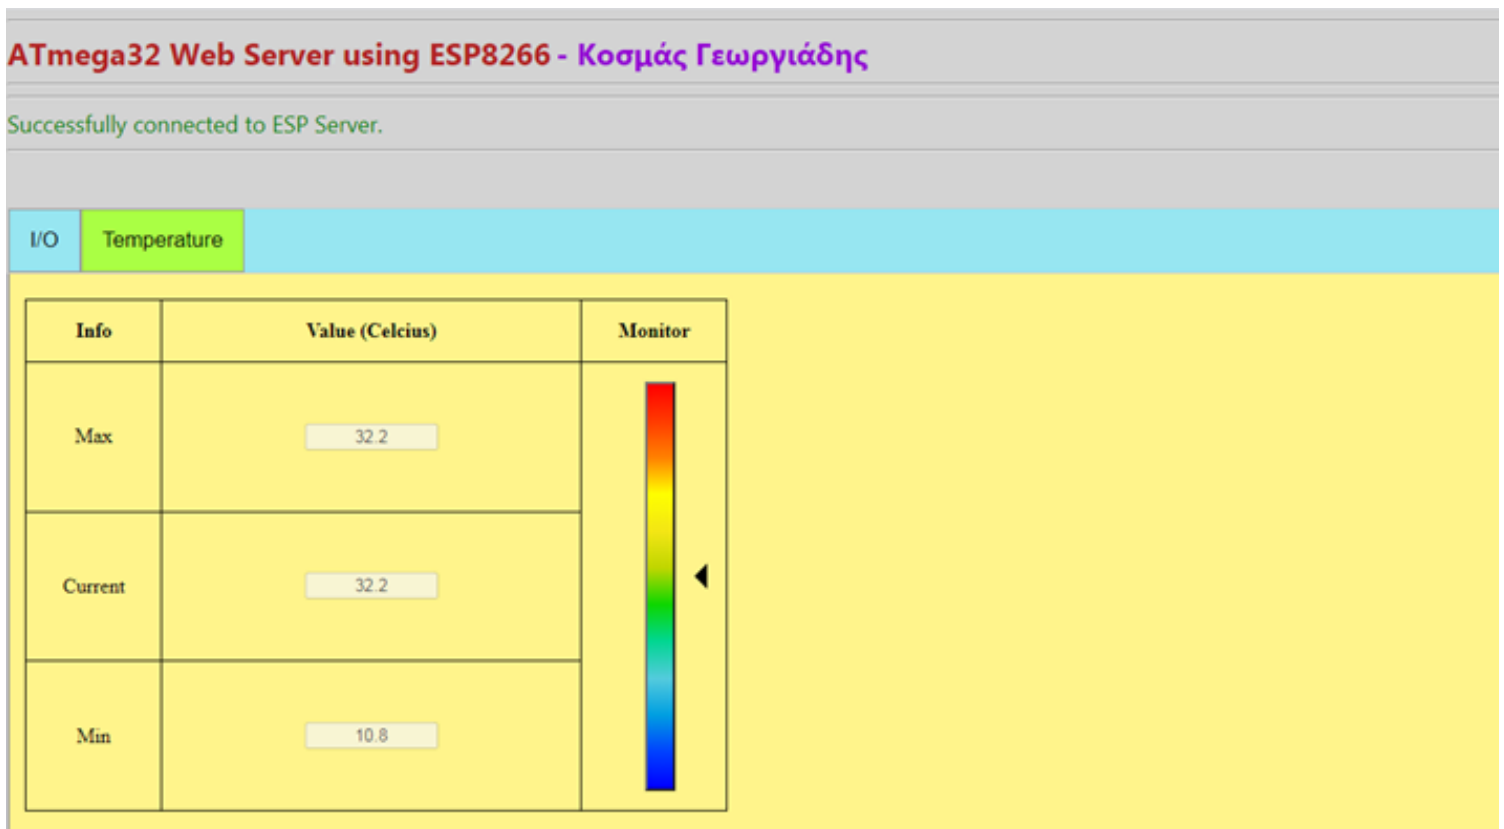 ATmega32 Web Server using ESP8266 - Κοσμάς Γεωργιάδης
Successfully connected to ESP Server.
I/O Temperature
Info Value (Celcius) Monitor
Max 32.2
Current 32.2
Min 10.8